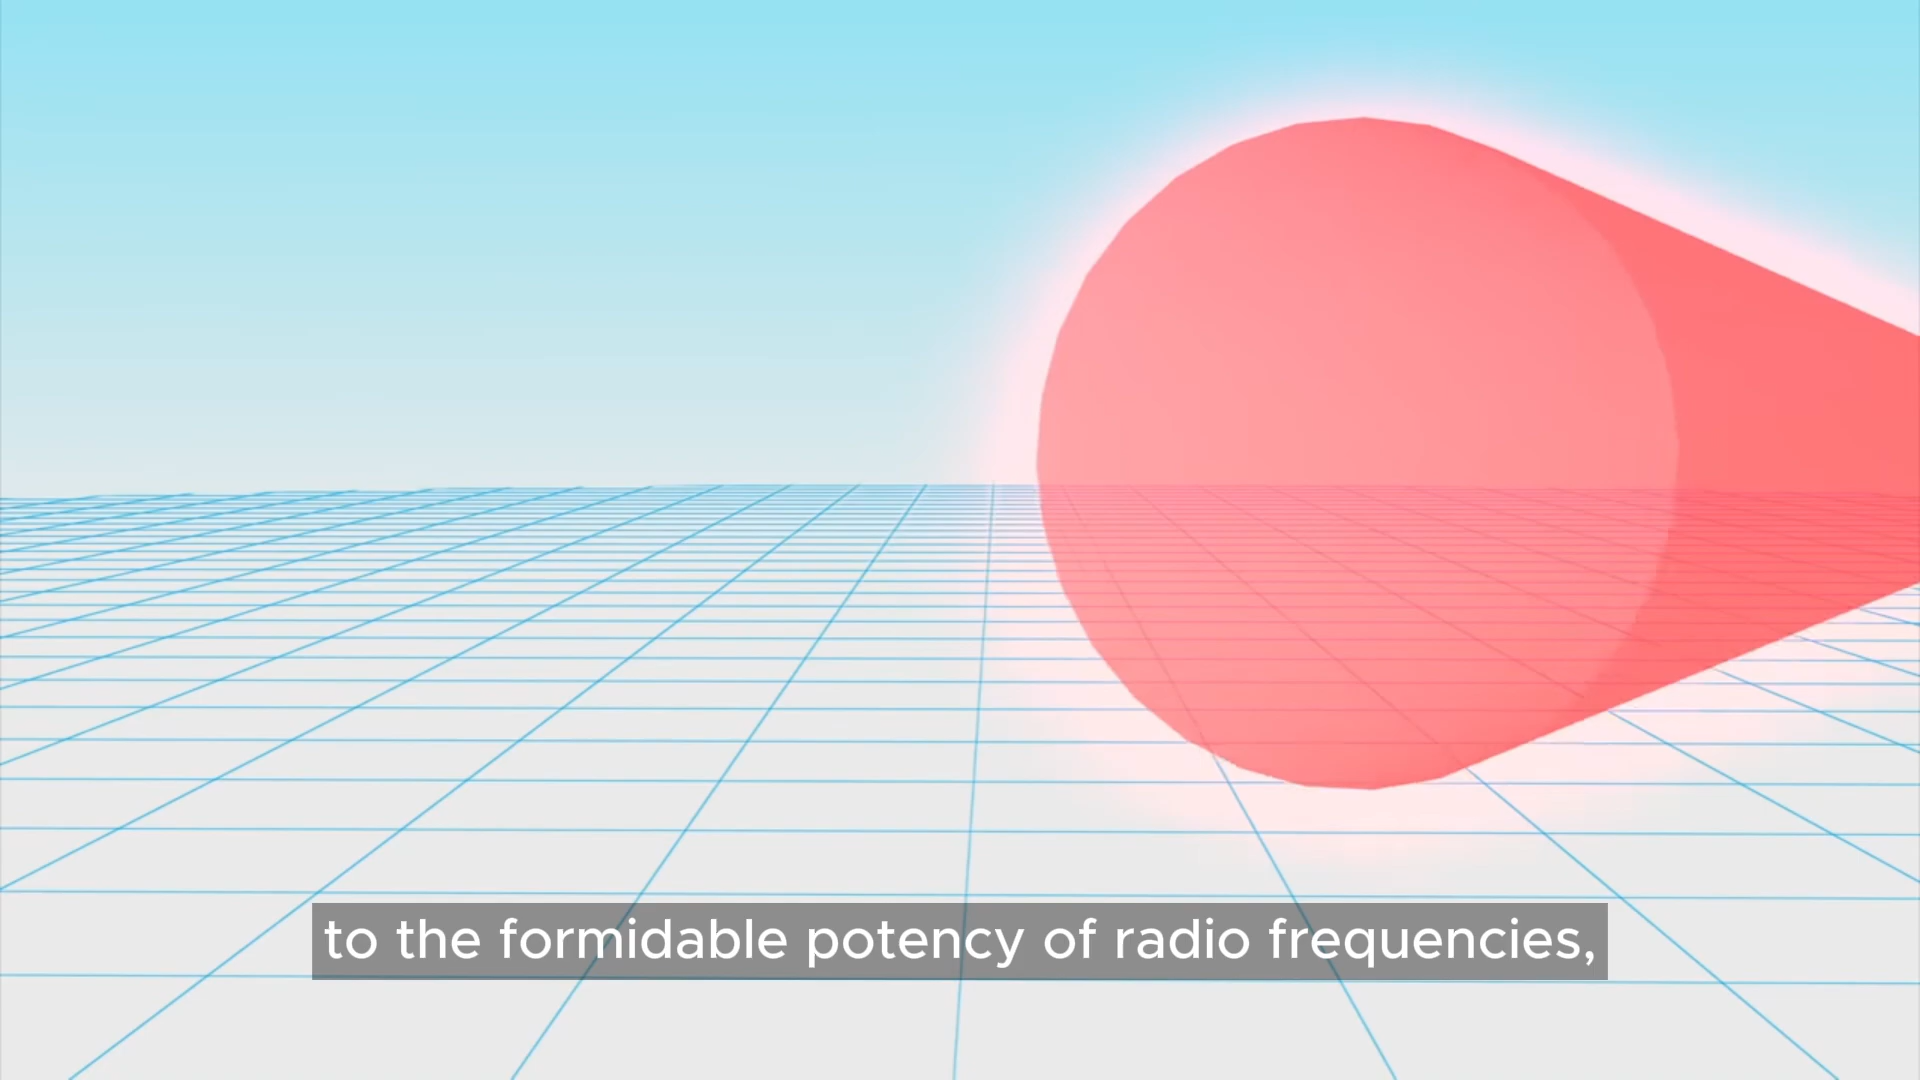 to the formidable potency of radio frequencies,